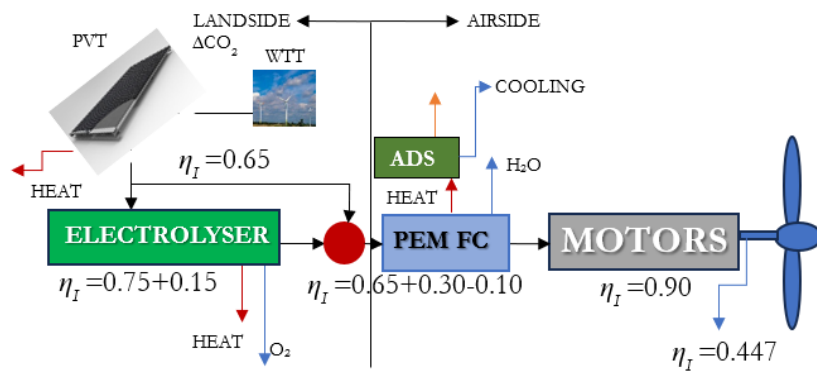 LANDSIDE
AIRSIDE
PVT
ΔCO₂
WTT
COOLING
η_I =0.65
ADS
H₂O
HEAT
HEAT
ELECTROLYSER
PEM FC
MOTORS
η_I =0.75+0.15
η_I =0.65+0.30-0.10
η_I =0.90
HEAT
O₂
η_I =0.447